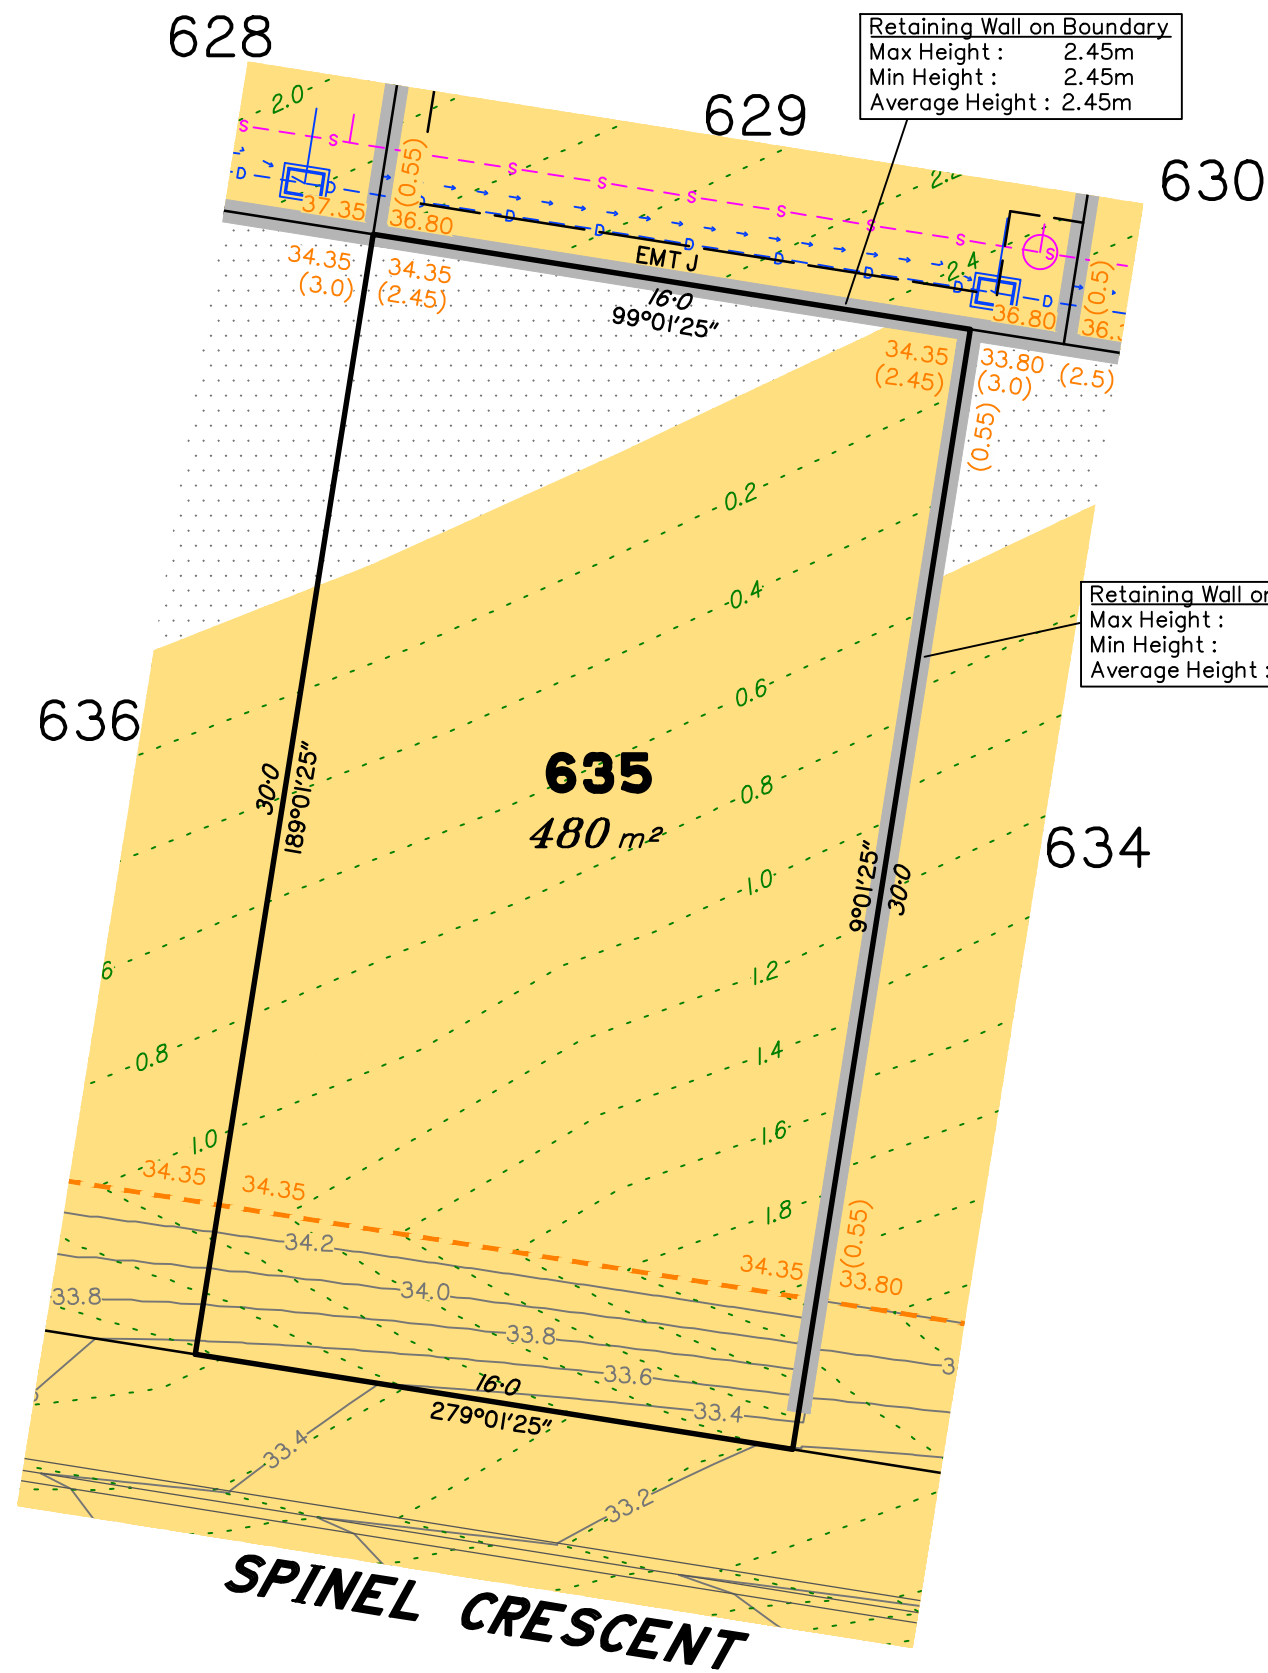 628
Retaining Wall on Boundary
Max Height : 2.45m
Min Height : 2.45m
Average Height : 2.45m
629
630
2.0
S
S
S
S
S
S
S
S
S
D
D
D
D
D
D
D
D
D
(0.55)
37.35
36.80
2.4
EMT J
36.80
(0.5)
34.35
(3.0)
34.35
(2.45)
16·0
99°01'25"
34.35
(2.45)
33.80
(3.0)
(2.5)
(0.55)
0.2
0.4
Retaining Wall on
Max Height :
Min Height :
Average Height :
0.6
636
635
480 m²
30·0
189°01'25"
0.8
634
9°01'25"
30·0
1.0
6
1.2
0.8
1.4
1.0
1.6
34.35
34.35
1.8
(0.55)
34.2
34.35
33.80
34.0
33.8
33.8
33.6
16·0
279°01'25"
33.4
33.4
33.2
SPINEL CRESCENT